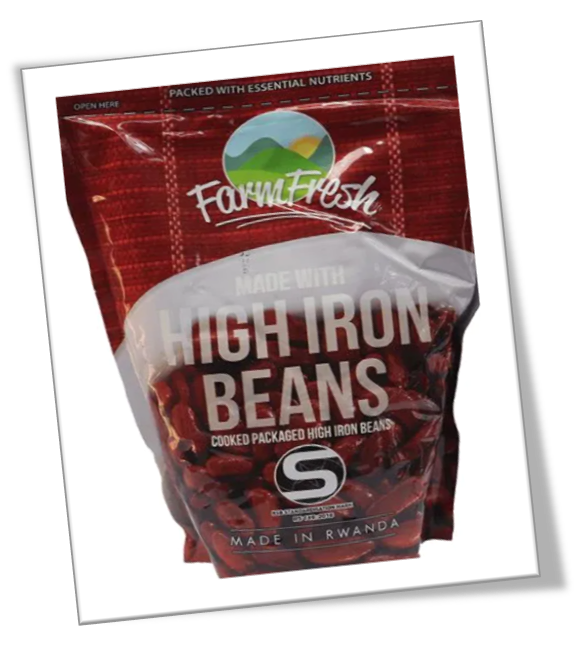 PACKED WITH ESSENTIAL NUTRIENTS
OPEN HERE
FarmFresh
MADE WITH
HIGH IRON
BEANS
COOKED PACKAGED HIGH IRON BEANS
S
MADE IN RWANDA